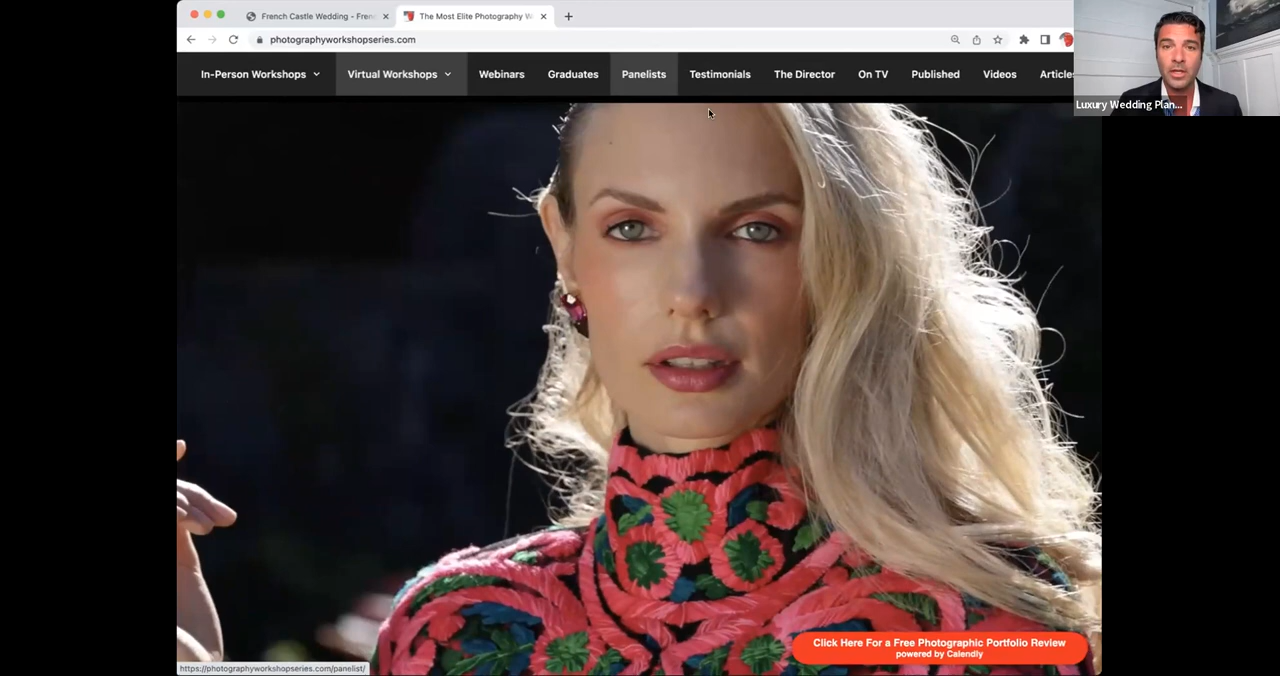 French Castle Wedding - Fren
The Most Elite Photography W
photographyworkshopseries.com
In-Person Workshops
Virtual Workshops
Webinars
Graduates
Panelists
Testimonials
The Director
On TV
Published
Videos
Article
Luxury Wedding Plan...
Click Here For a Free Photographic Portfolio Review
powered by Calendly
https://photographyworkshopseries.com/panelist/